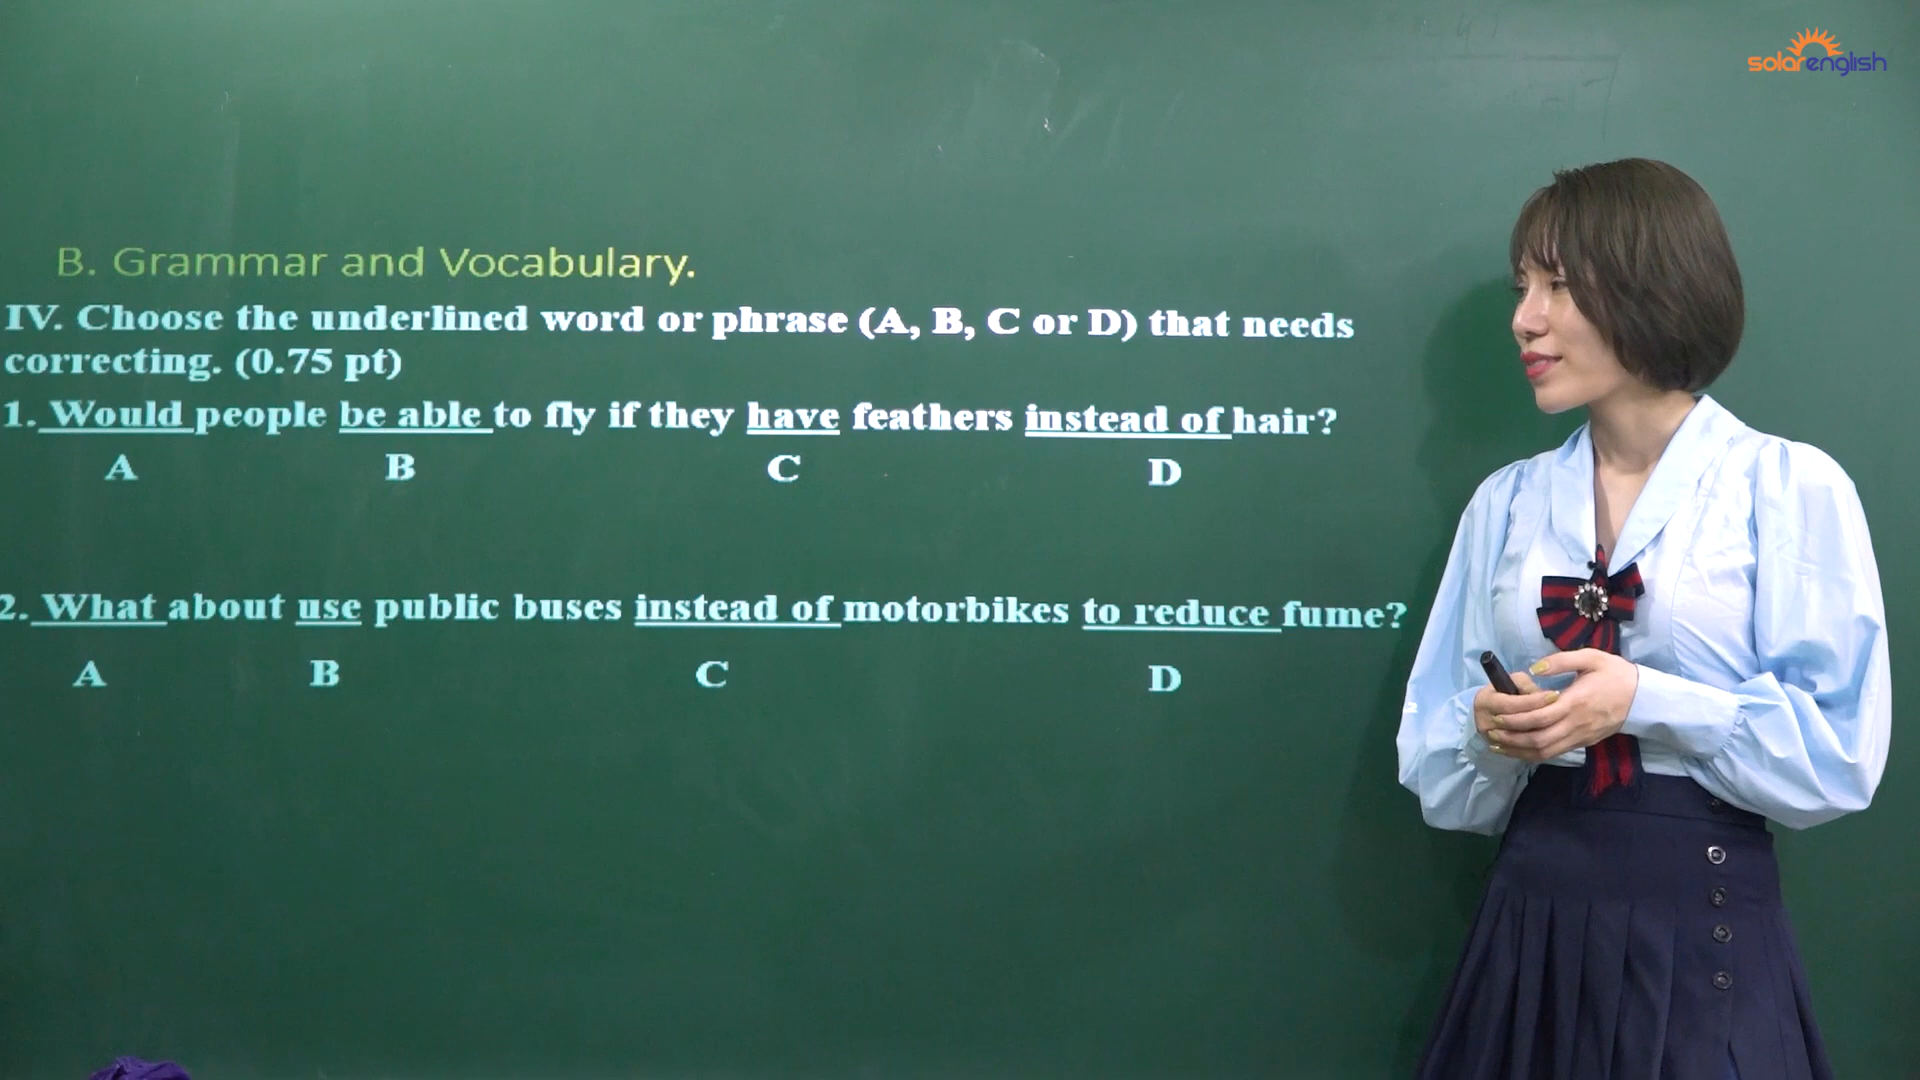 solarenglish
B. Grammar and Vocabulary.
IV. Choose the underlined word or phrase (A, B, C or D) that needs
correcting. (0.75 pt)
1. Would people be able to fly if they have feathers instead of hair?
A B C D
2. What about use public buses instead of motorbikes to reduce fume?
A B C D